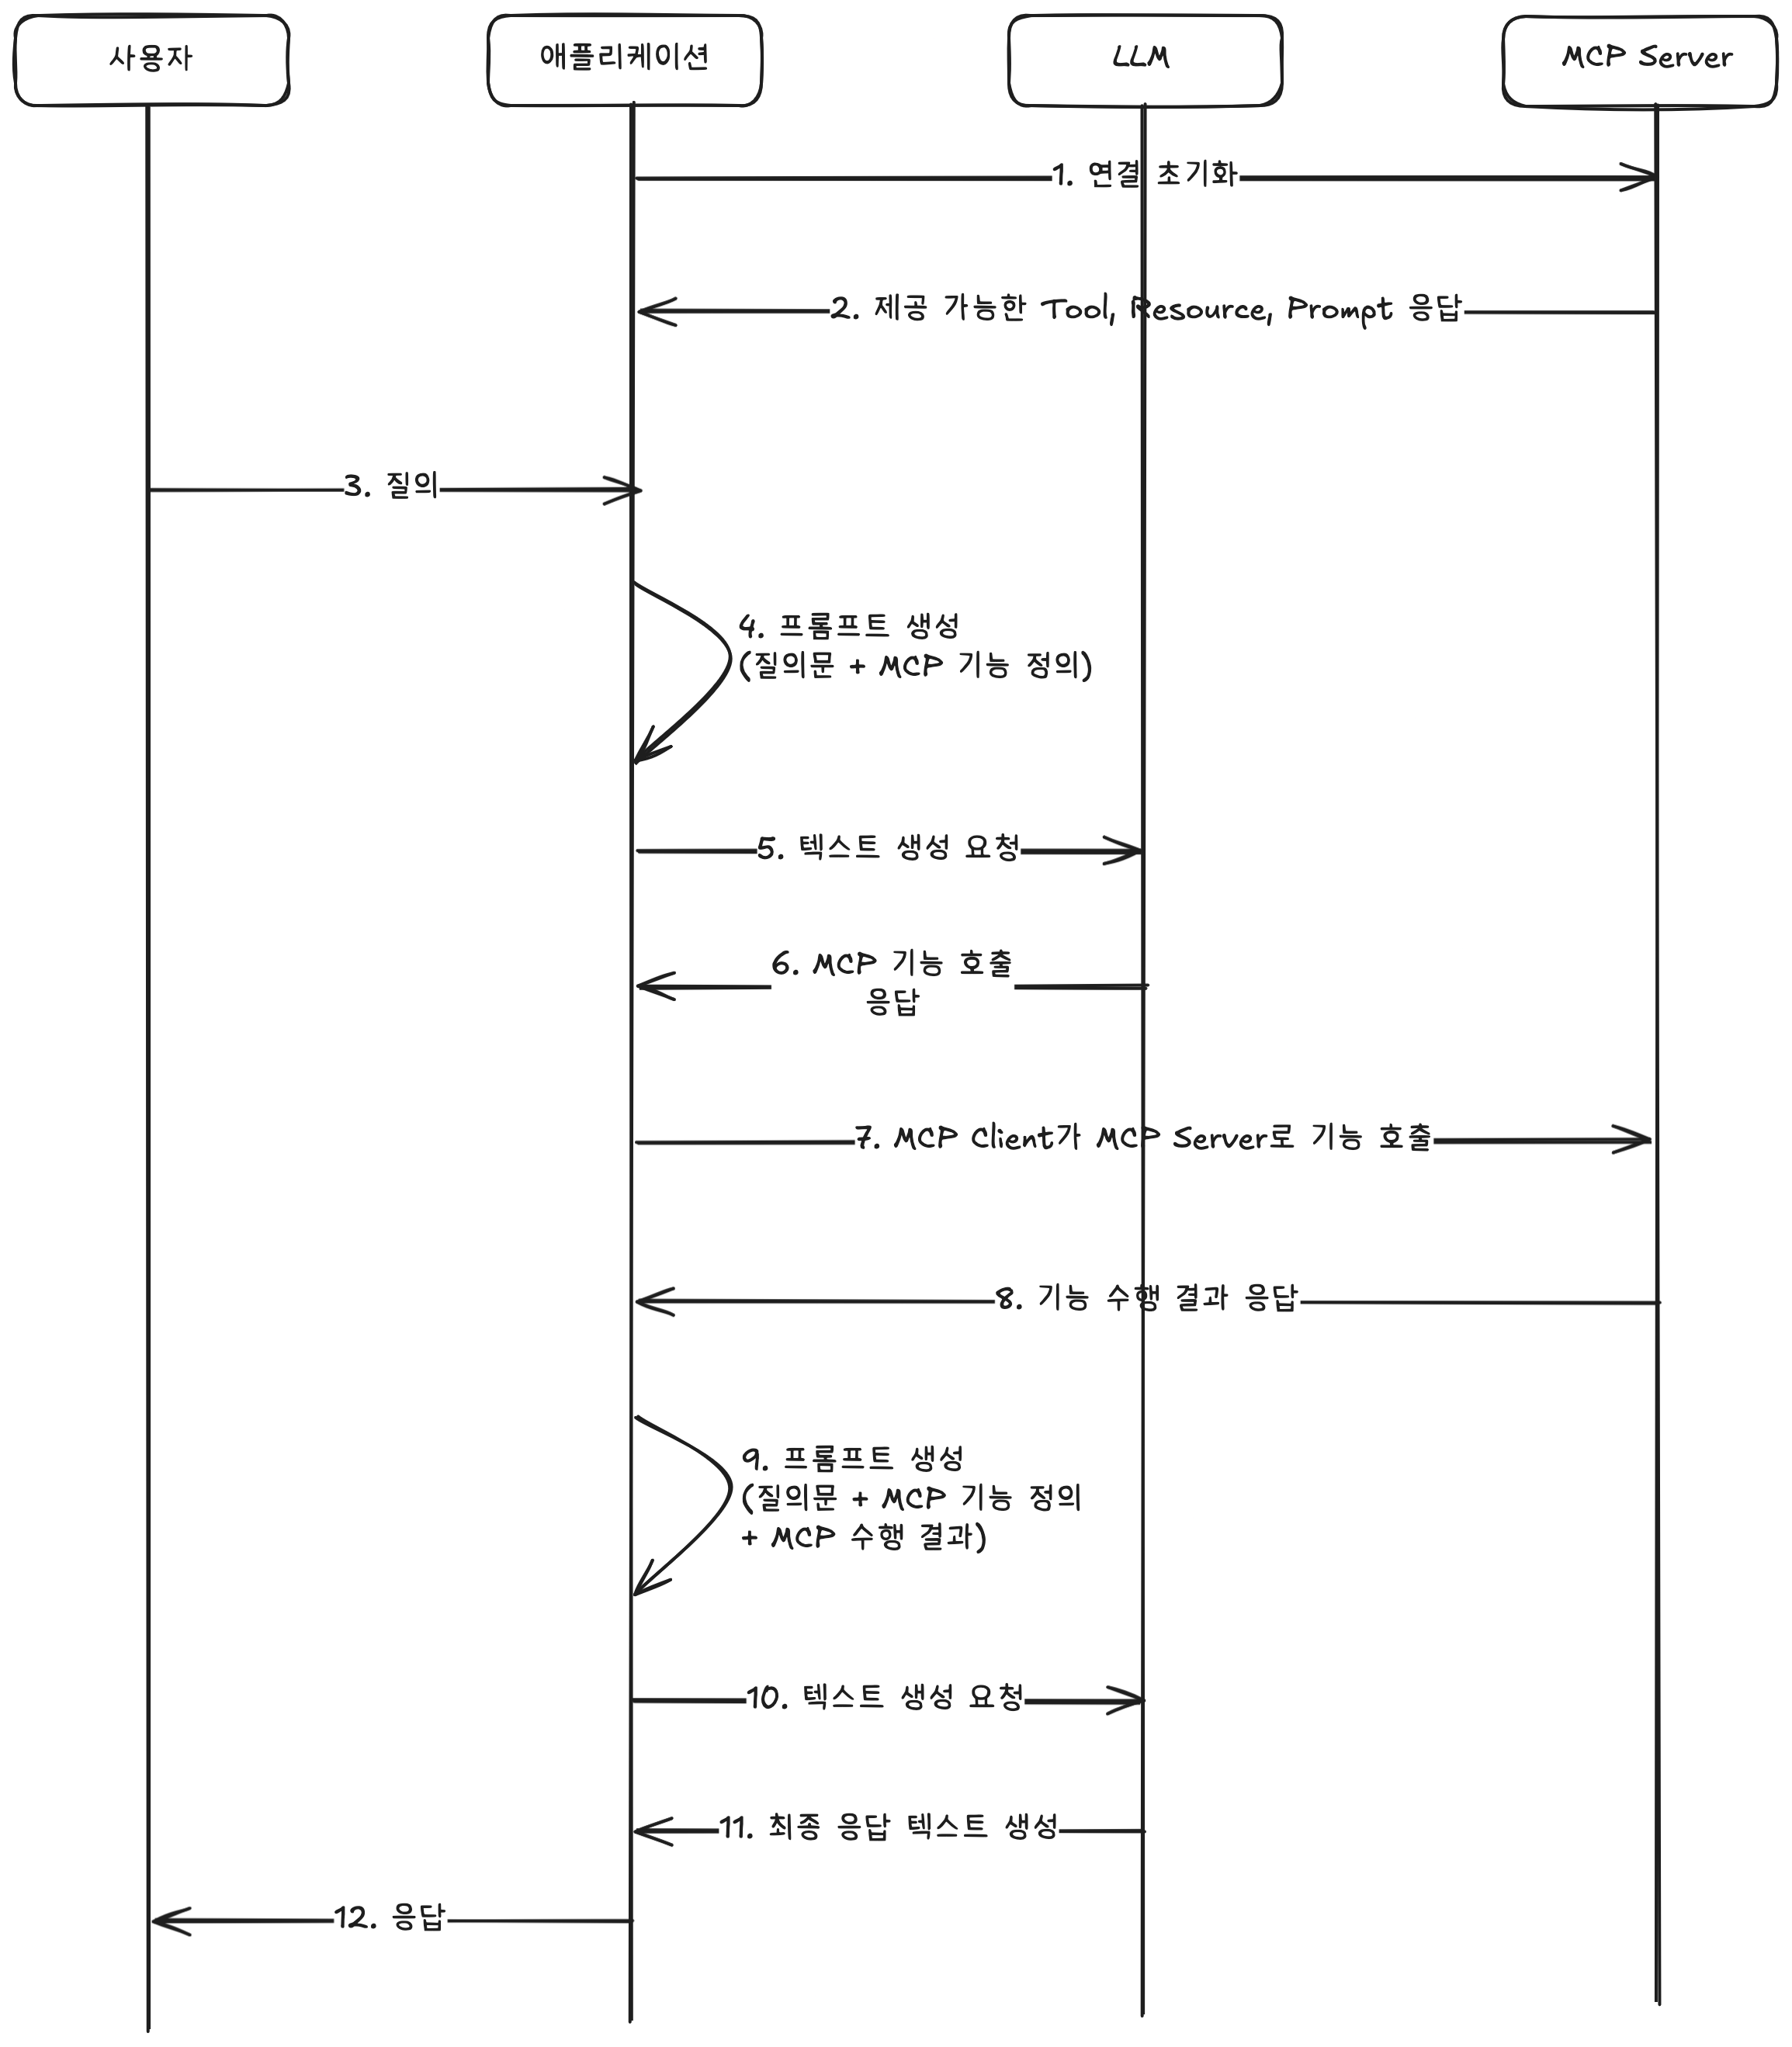 사용자
애플리케이션
LLM
MCP Server
1. 연결 초기화
2. 제공 가능한 Tool, Resource, Prompt 응답
3. 질의
4. 프롬프트 생성
(질의문 + MCP 기능 정의)
5. 텍스트 생성 요청
6. MCP 기능 호출
응답
7. MCP Client가 MCP Server로 기능 호출
8. 기능 수행 결과 응답
9. 프롬프트 생성
(질의문 + MCP 기능 정의
+ MCP 수행 결과)
10. 텍스트 생성 요청
11. 최종 응답 텍스트 생성
12. 응답